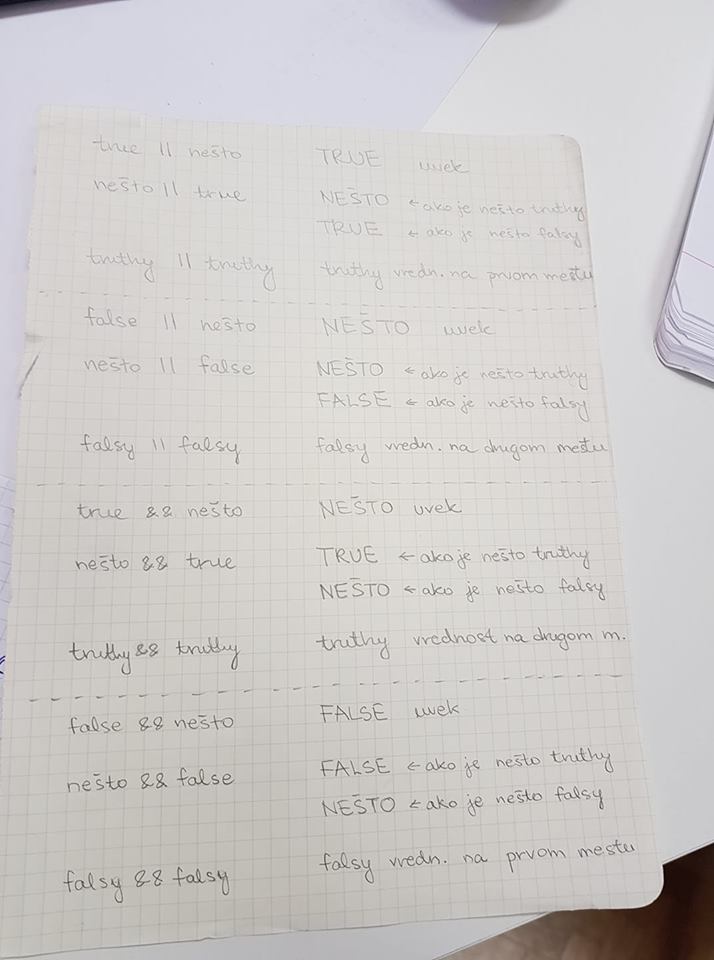 true || nešto TRUE uvek
nešto || true NEŠTO ← ako je nešto truthy
TRUE ← ako je nešto falsy
truthy || truthy truthy vredn. na prvom mestu
false || nešto NEŠTO uvek
nešto || false NEŠTO ← ako je nešto truthy
FALSE ← ako je nešto falsy
falsy || falsy falsy vredn. na drugom mestu
true && nešto NEŠTO uvek
nešto && true TRUE ← ako je nešto truthy
NEŠTO ← ako je nešto falsy
truthy && truthy truthy vrednost na drugom m.
false && nešto FALSE uvek
nešto && false FALSE ← ako je nešto truthy
NEŠTO ← ako je nešto falsy
falsy && falsy falsy vredn. na prvom mestu